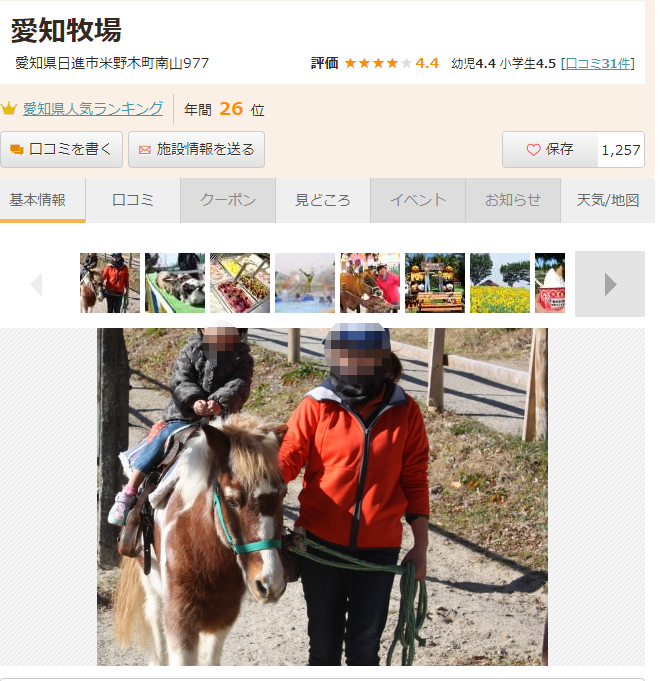 愛知牧場
愛知県日進市米野木町南山977
評価 ★★★★☆ 4.4 幼児4.4 小学生4.5 [口コミ31件]
愛知県人気ランキング 年間 26 位
口コミを書く 施設情報を送る 保存 1,257
基本情報 口コミ クーポン 見どころ イベント お知らせ 天気/地図